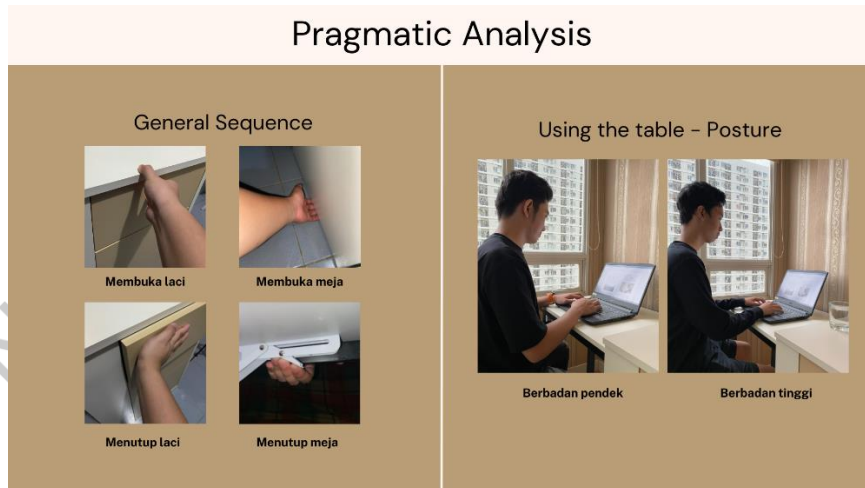 Pragmatic Analysis
General Sequence
Membuka laci
Membuka meja
Menutup laci
Menutup meja
Using the table - Posture
Berbadan pendek
Berbadan tinggi